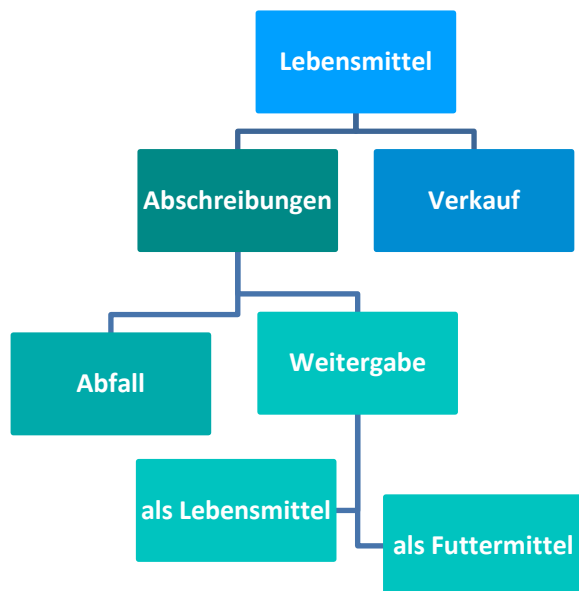 Lebensmittel
Abschreibungen
Verkauf
Abfall
Weitergabe
als Lebensmittel
als Futtermittel